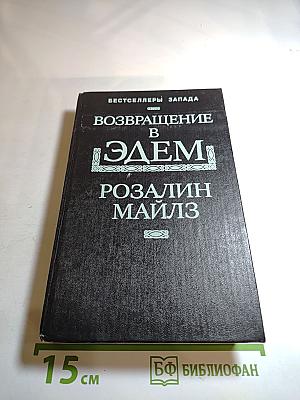 БЕСТСЕЛЛЕРЫ ЗАПАДА
ВОЗВРАЩЕНИЕ
В
ЭДЕМ
РОЗАЛИН
МАЙЛЗ
15 см
БФ БИБЛИОФАН